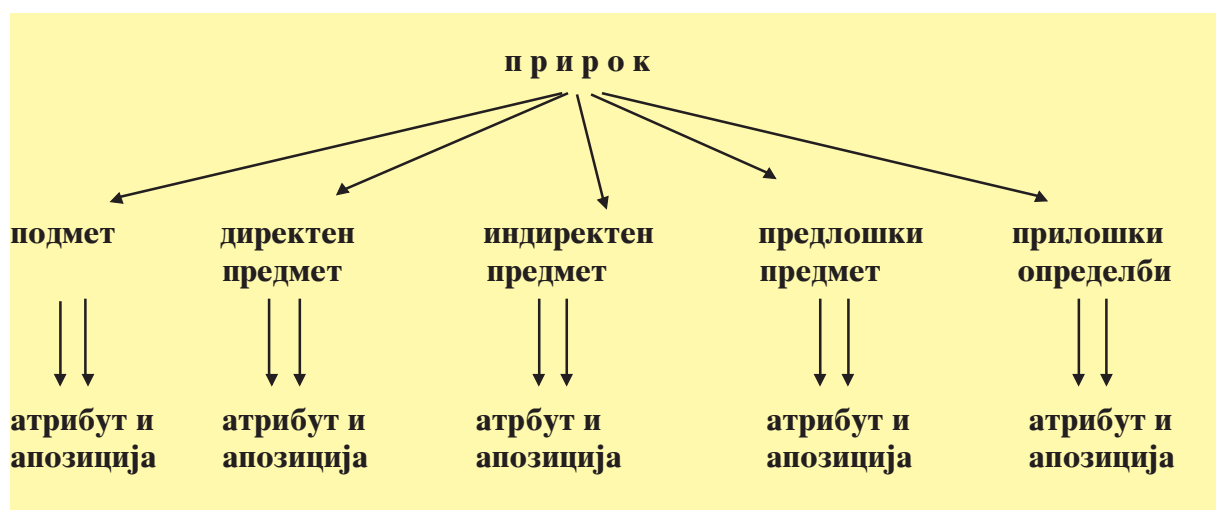 п р и р о к
подмет
директен
предмет
индиректен
предмет
предлошки
предмет
прилошки
определби
атрибут и
апозиција
атрибут и
апозиција
атрбут и
апозиција
атрибут и
апозиција
атрибут и
апозиција